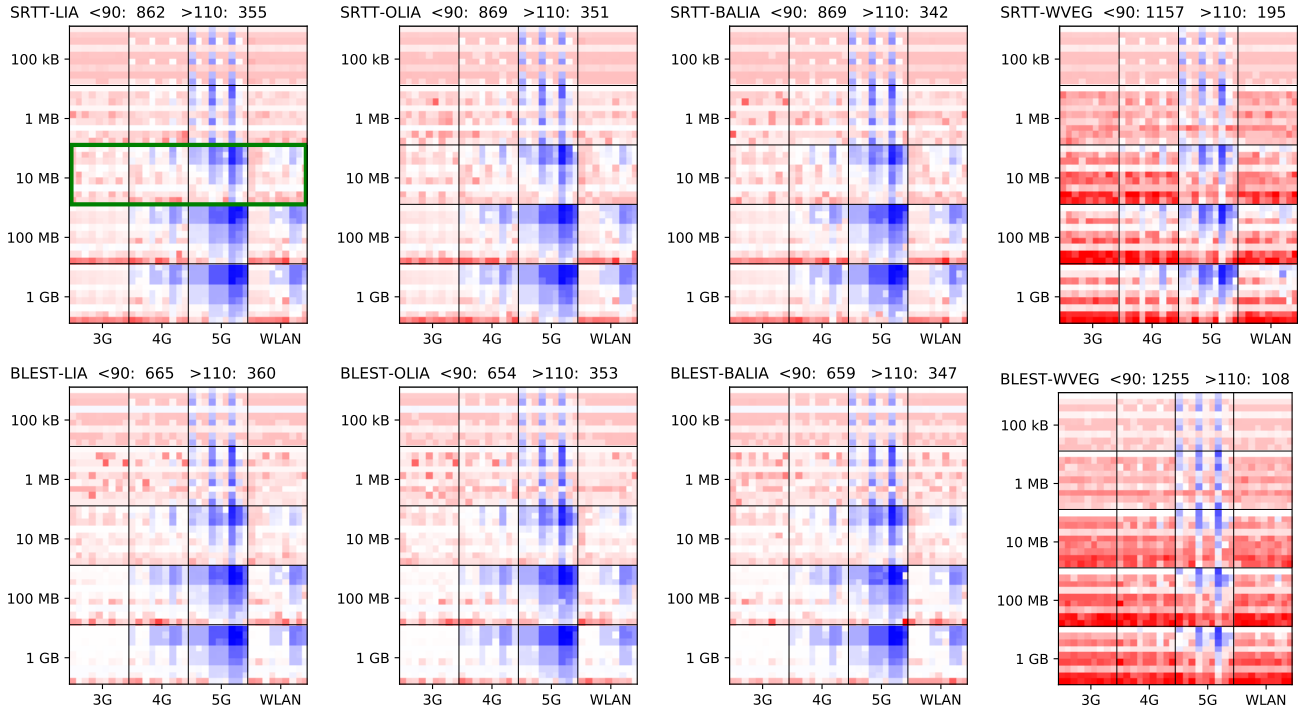 SRTT-LIA <90: 862 >110: 355
100 kB
1 MB
10 MB
100 MB
1 GB
3G 4G 5G WLAN
SRTT-OLIA <90: 869 >110: 351
100 kB
1 MB
10 MB
100 MB
1 GB
3G 4G 5G WLAN
SRTT-BALIA <90: 869 >110: 342
100 kB
1 MB
10 MB
100 MB
1 GB
3G 4G 5G WLAN
SRTT-WVEG <90: 1157 >110: 195
100 kB
1 MB
10 MB
100 MB
1 GB
3G 4G 5G WLAN
BLEST-LIA <90: 665 >110: 360
100 kB
1 MB
10 MB
100 MB
1 GB
3G 4G 5G WLAN
BLEST-OLIA <90: 654 >110: 353
100 kB
1 MB
10 MB
100 MB
1 GB
3G 4G 5G WLAN
BLEST-BALIA <90: 659 >110: 347
100 kB
1 MB
10 MB
100 MB
1 GB
3G 4G 5G WLAN
BLEST-WVEG <90: 1255 >110: 108
100 kB
1 MB
10 MB
100 MB
1 GB
3G 4G 5G WLAN